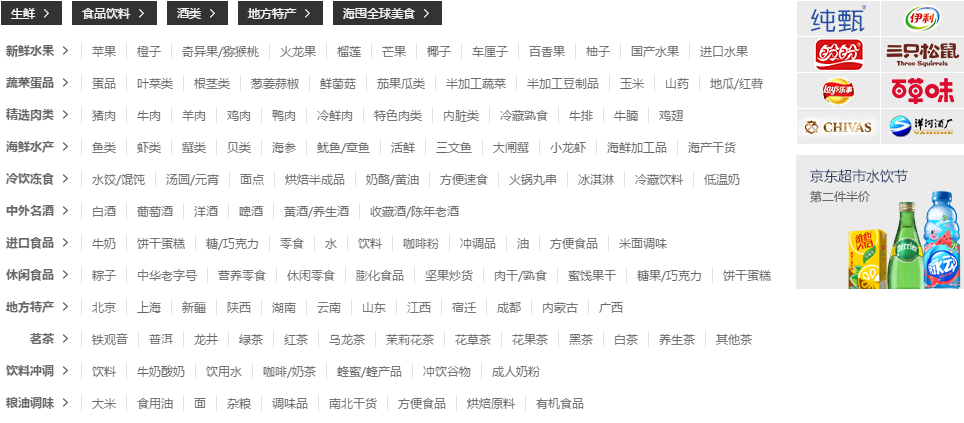 生鲜 > 食品饮料 > 酒类 > 地方特产 > 海囤全球美食 >
新鲜水果 > 苹果 橙子 奇异果/猕猴桃 火龙果 榴莲 芒果 椰子 车厘子 百香果 柚子 国产水果 进口水果
蔬菜蛋品 > 蛋品 叶菜类 根茎类 葱姜蒜椒 鲜菌菇 茄果瓜类 半加工蔬菜 半加工豆制品 玉米 山药 地瓜/红薯
精选肉类 > 猪肉 牛肉 羊肉 鸡肉 鸭肉 冷鲜肉 特色肉类 内脏类 冷藏熟食 牛排 牛腩 鸡翅
海鲜水产 > 鱼类 虾类 蟹类 贝类 海参 鱿鱼/章鱼 活鲜 三文鱼 大闸蟹 小龙虾 海鲜加工品 海产干货
冷饮冻食 > 水饺/馄饨 汤圆/元宵 面点 烘焙半成品 奶酪/黄油 方便速食 火锅丸串 冰淇淋 冷藏饮料 低温奶
中外名酒 > 白酒 葡萄酒 洋酒 啤酒 黄酒/养生酒 收藏酒/陈年老酒
进口食品 > 牛奶 饼干蛋糕 糖/巧克力 零食 水 饮料 咖啡粉 冲调品 油 方便食品 米面调味
休闲食品 > 粽子 中华老字号 营养零食 休闲零食 膨化食品 坚果炒货 肉干/熟食 蜜饯果干 糖果/巧克力 饼干蛋糕
地方特产 > 北京 上海 新疆 陕西 湖南 云南 山东 江西 宿迁 成都 内蒙古 广西
茗茶 > 铁观音 普洱 龙井 绿茶 红茶 乌龙茶 茉莉花茶 花草茶 花果茶 黑茶 白茶 养生茶 其他茶
饮料冲调 > 饮料 牛奶酸奶 饮用水 咖啡/奶茶 蜂蜜/蜂产品 冲饮谷物 成人奶粉
粮油调味 > 大米 食用油 面 杂粮 调味品 南北干货 方便食品 烘焙原料 有机食品
纯甄 伊利
盼盼 三只松鼠
Three Squirrels
Lay's乐事 百草味
CHIVAS 洋河酒厂
YANGHE
京东超市水饮节
第二件半价
维他 Perrier 冰公